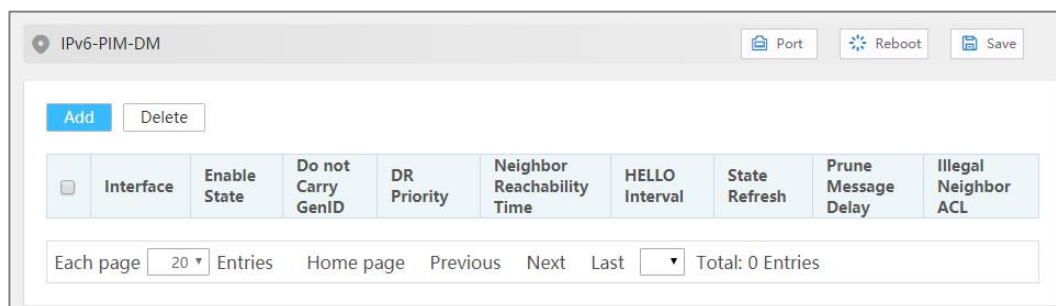 IPv6-PIM-DM Port Reboot Save
Add Delete
Interface Enable State Do not Carry GenID DR Priority Neighbor Reachability Time HELLO Interval State Refresh Prune Message Delay Illegal Neighbor ACL
Each page 20 Entries Home page Previous Next Last Total: 0 Entries